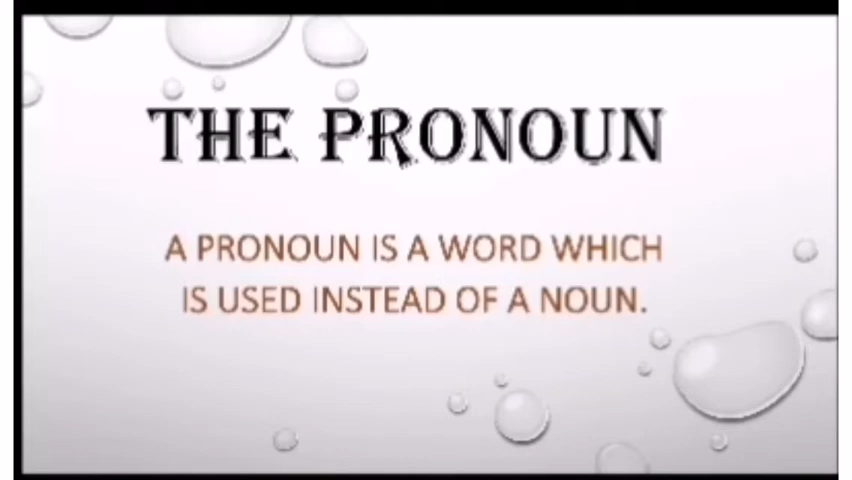 THE PRONOUN
A PRONOUN IS A WORD WHICH
IS USED INSTEAD OF A NOUN.